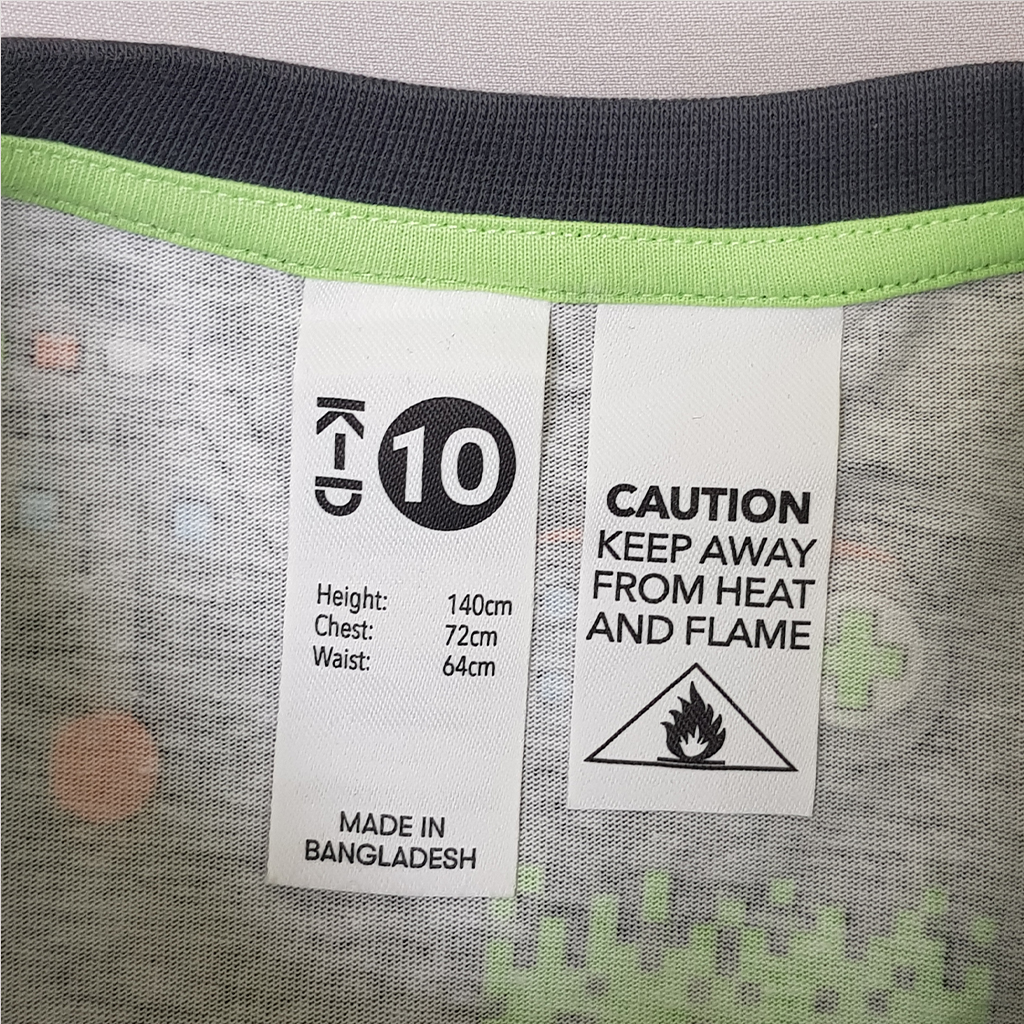 K-D 10
Height: 140cm
Chest: 72cm
Waist: 64cm
MADE IN
BANGLADESH
CAUTION
KEEP AWAY
FROM HEAT
AND FLAME